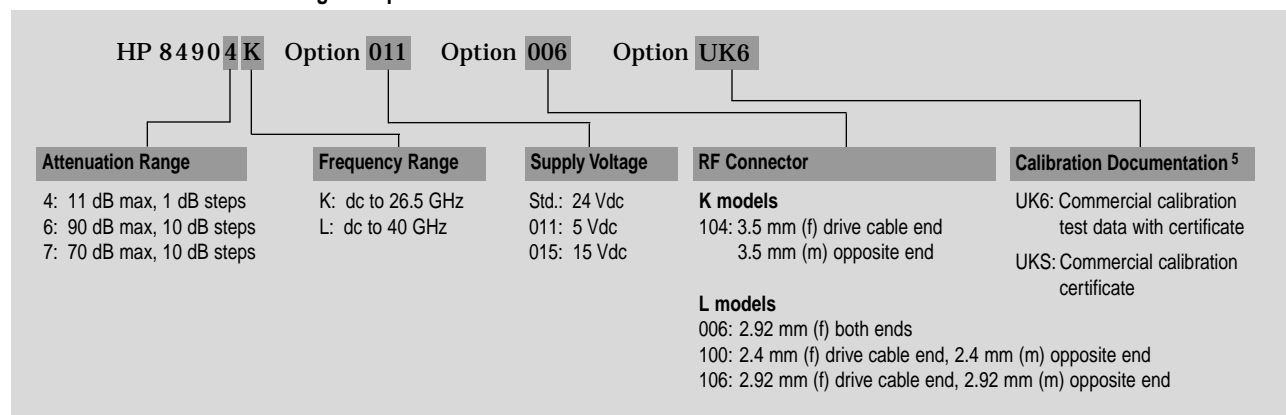 HP 84904K Option 011 Option 006 Option UK6
Attenuation Range
4: 11 dB max, 1 dB steps
6: 90 dB max, 10 dB steps
7: 70 dB max, 10 dB steps
Frequency Range
K: dc to 26.5 GHz
L: dc to 40 GHz
Supply Voltage
Std.: 24 Vdc
011: 5 Vdc
015: 15 Vdc
RF Connector
K models
104: 3.5 mm (f) drive cable end
3.5 mm (m) opposite end
L models
006: 2.92 mm (f) both ends
100: 2.4 mm (f) drive cable end, 2.4 mm (m) opposite end
106: 2.92 mm (f) drive cable end, 2.92 mm (m) opposite end
Calibration Documentation 5
UK6: Commercial calibration
test data with certificate
UKS: Commercial calibration
certificate